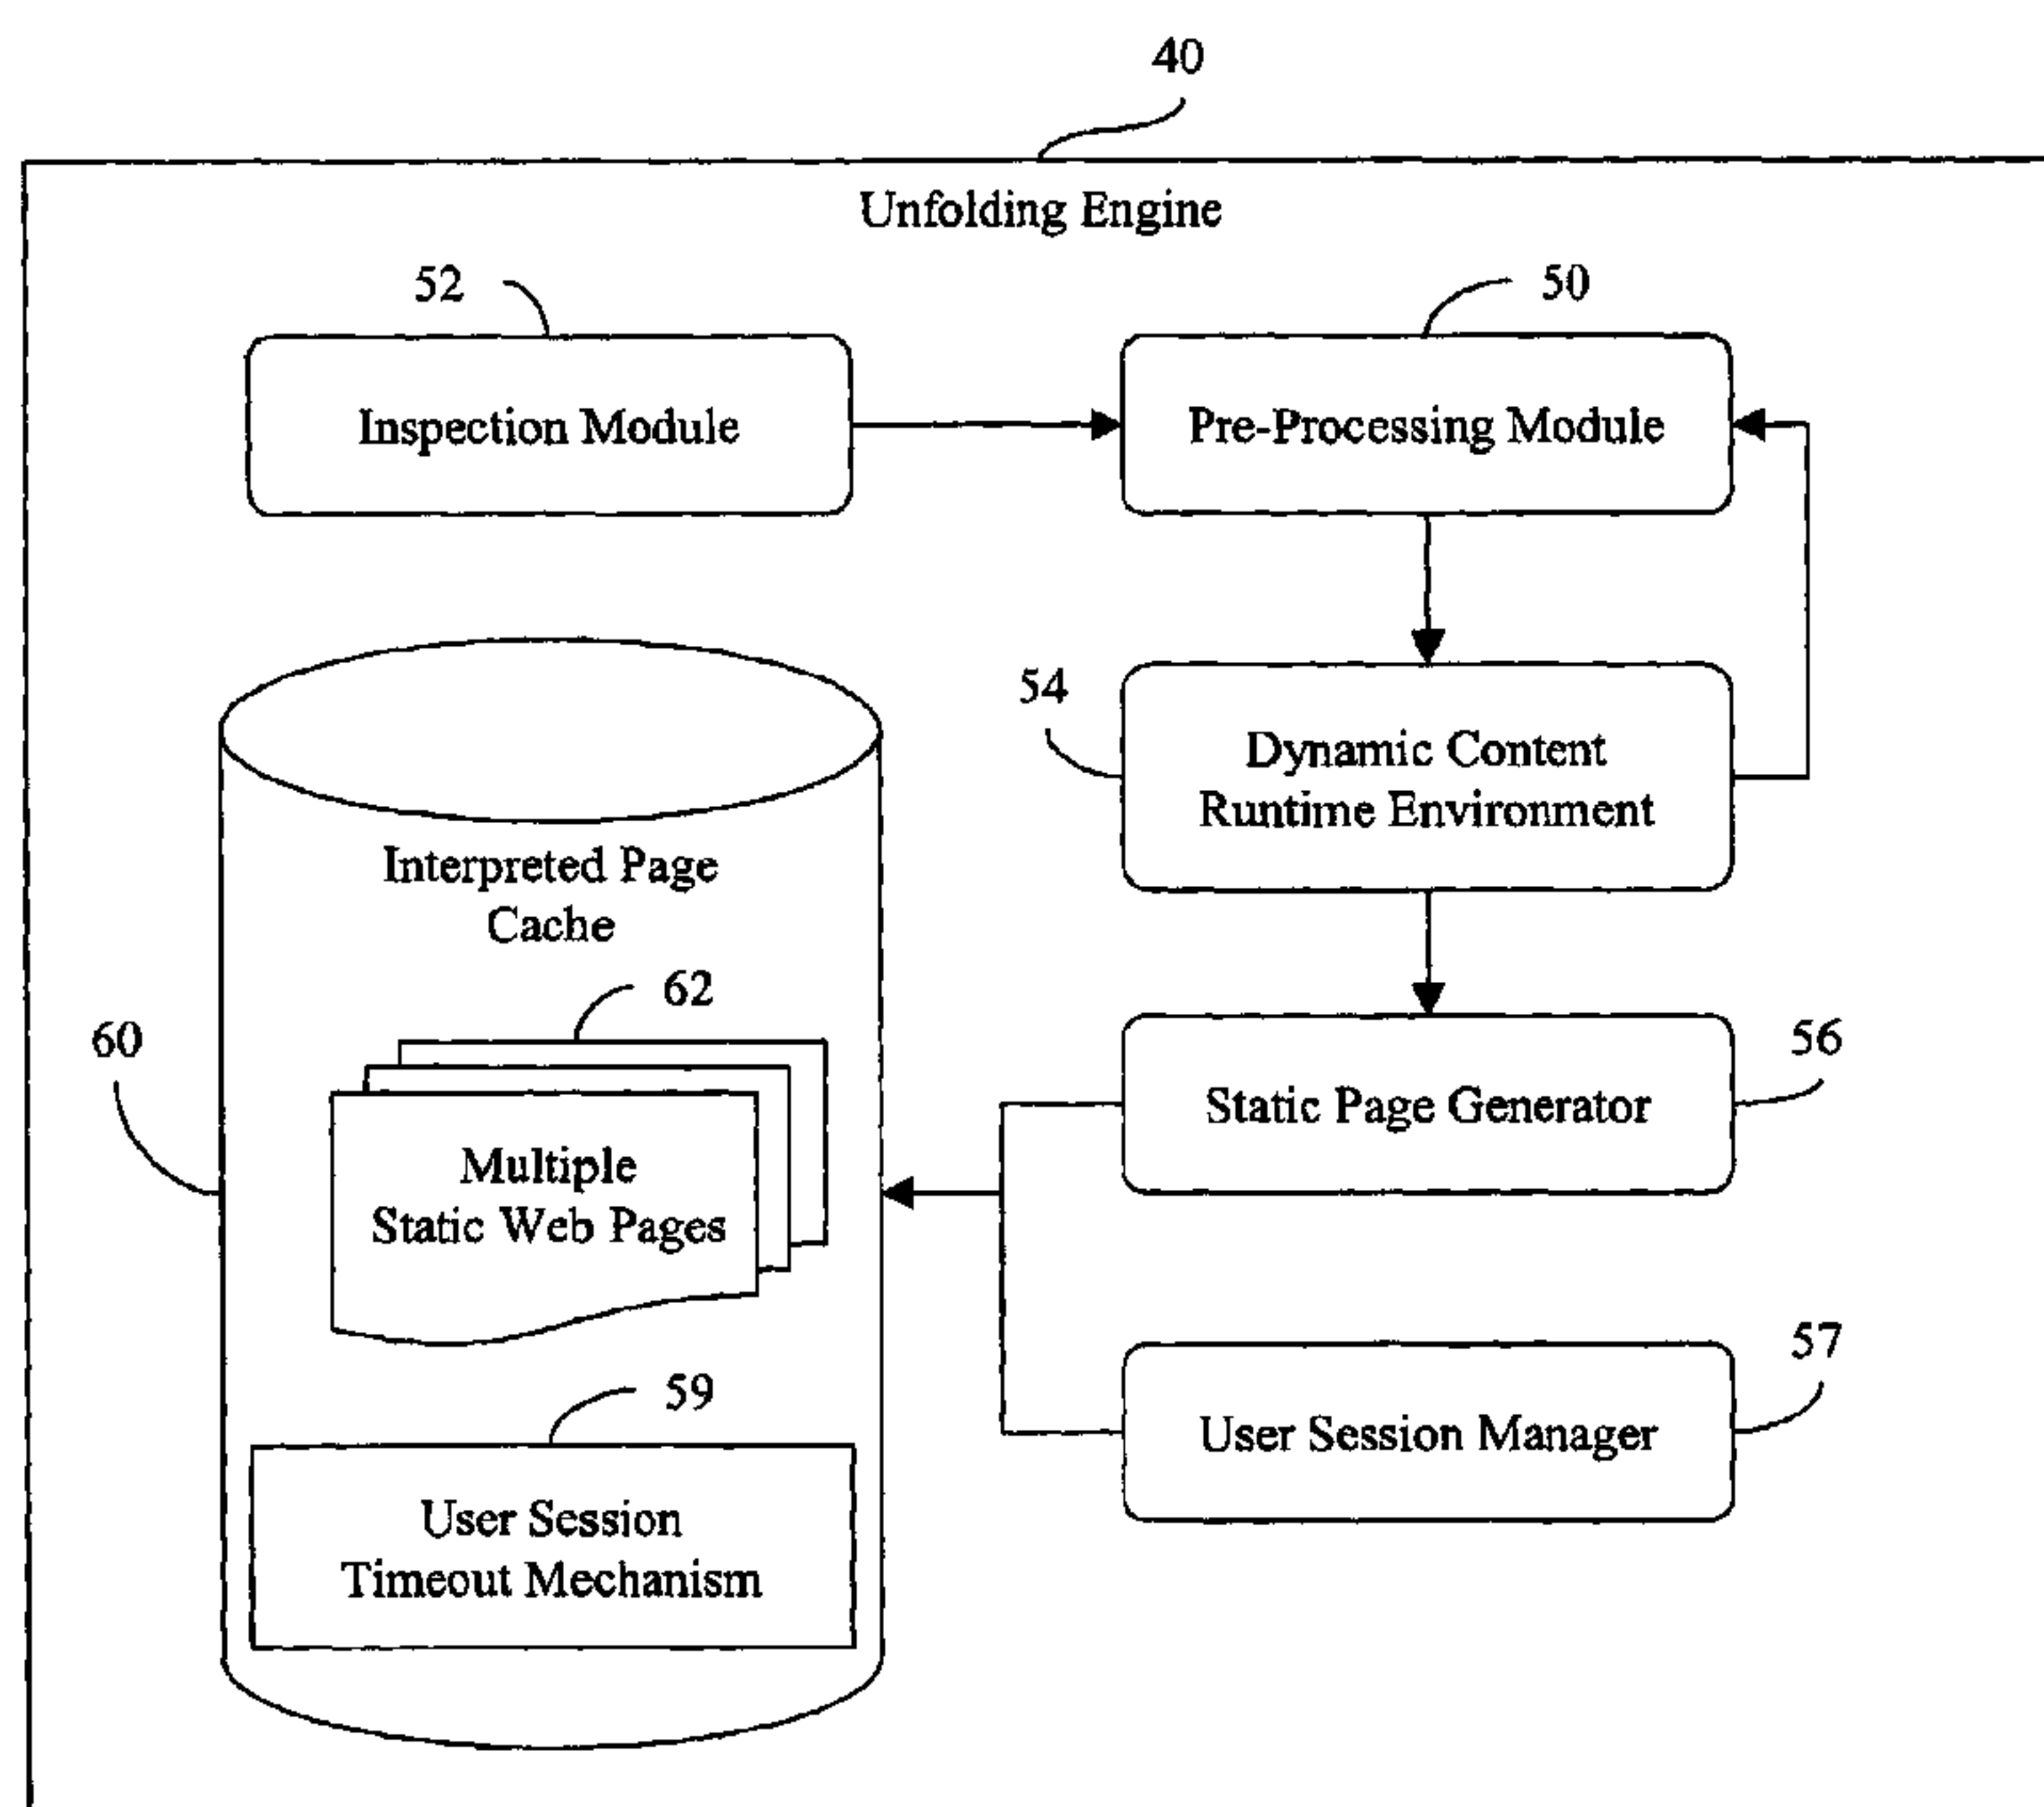 40
Unfolding Engine
52
50
Inspection Module
Pre-Processing Module
54
Dynamic Content
Runtime Environment
Interpreted Page
Cache
62
60
56
Static Page Generator
Multiple
Static Web Pages
57
59
User Session Manager
User Session
Timeout Mechanism